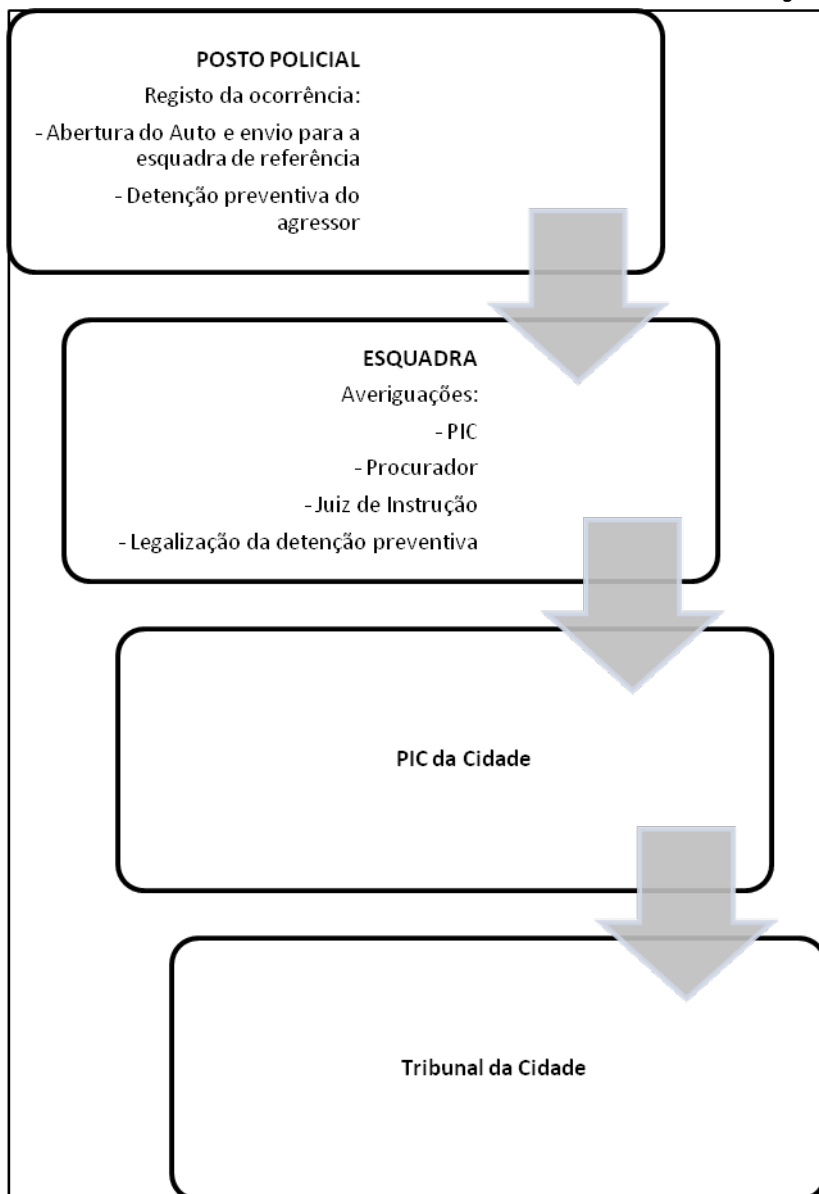 POSTO POLICIAL
Registo da ocorrência:
- Abertura do Auto e envio para a
esquadra de referência
- Detenção preventiva do
agressor
ESQUADRA
Averiguações:
- PIC
- Procurador
- Juiz de Instrução
- Legalização da detenção preventiva
PIC da Cidade
Tribunal da Cidade